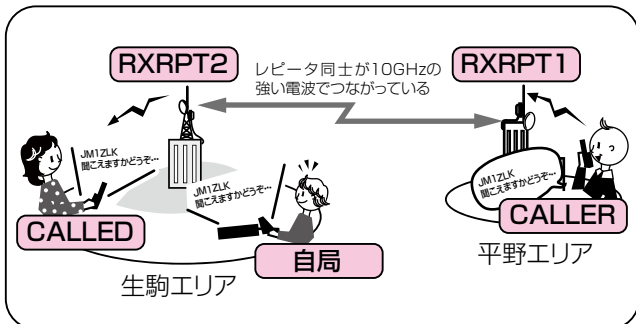 RXRPT2
レピータ同士が10GHzの
強い電波でつながっている
RXRPT1
JM1ZLK
聞こえますかどうぞ…
JM1ZLK
聞こえますかどうぞ…
JM1ZLK
聞こえますかどうぞ…
CALLED
自局
CALLER
生駒エリア
平野エリア